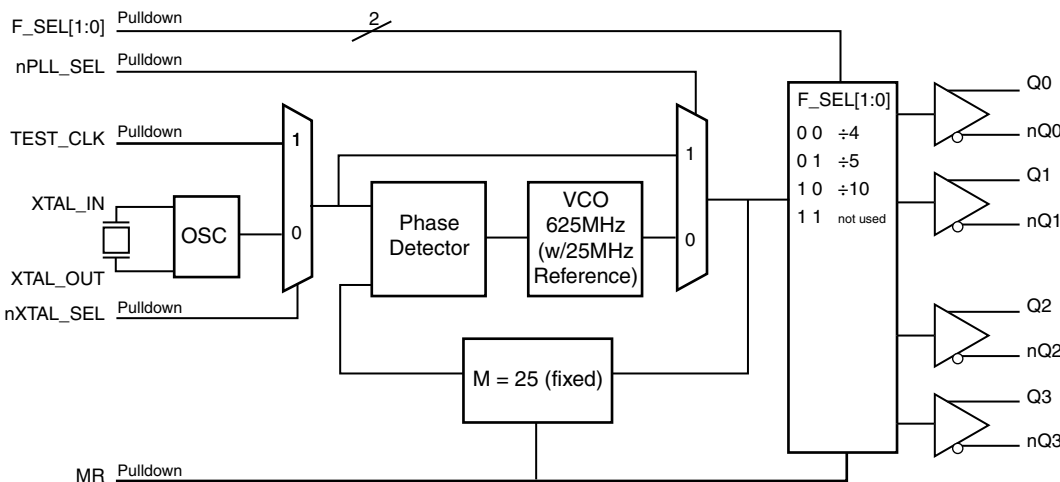 F_SEL[1:0] Pulldown 2
nPLL_SEL Pulldown
TEST_CLK Pulldown
1
0
XTAL_IN
OSC
XTAL_OUT
nXTAL_SEL Pulldown
Phase
Detector
VCO
625MHz
(w/25MHz
Reference)
1
0
M = 25 (fixed)
MR Pulldown
F_SEL[1:0]
0 0 ÷4
0 1 ÷5
1 0 ÷10
1 1 not used
Q0
nQ0
Q1
nQ1
Q2
nQ2
Q3
nQ3